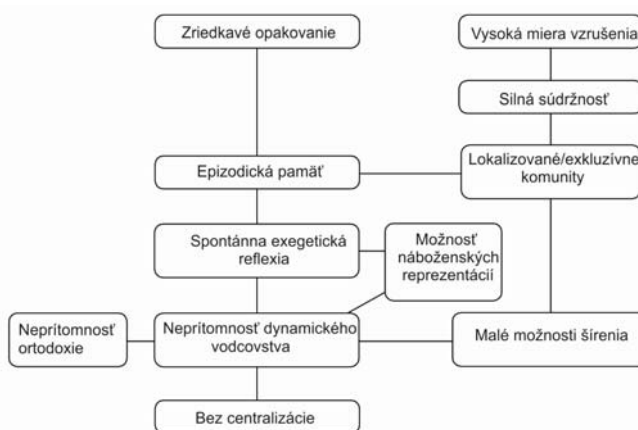 Zriedkavé opakovanie
Vysoká miera vzrušenia
Silná súdržnosť
Epizodická pamäť
Lokalizované/exkluzívne
komunity
Spontánna exegetická
reflexia
Možnosť
náboženských
reprezentácií
Neprítomnosť
ortodoxie
Neprítomnosť dynamického
vodcovstva
Malé možnosti šírenia
Bez centralizácie